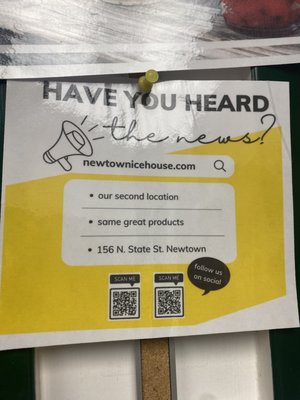 HAVE YOU HEARD
the news?
newtownicehouse.com
• our second location
• same great products
• 156 N. State St. Newtown
follow us
on social
SCAN ME
SCAN ME